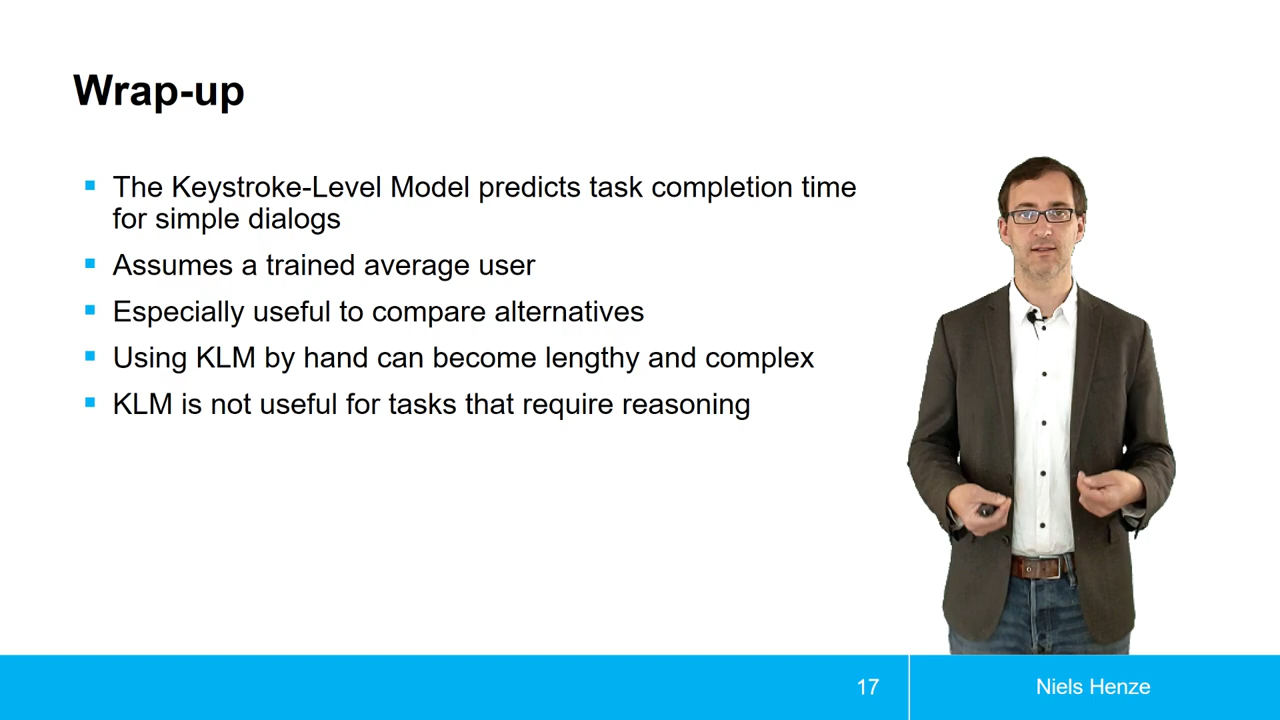 Wrap-up
The Keystroke-Level Model predicts task completion time
for simple dialogs
Assumes a trained average user
Especially useful to compare alternatives
Using KLM by hand can become lengthy and complex
KLM is not useful for tasks that require reasoning
17
Niels Henze